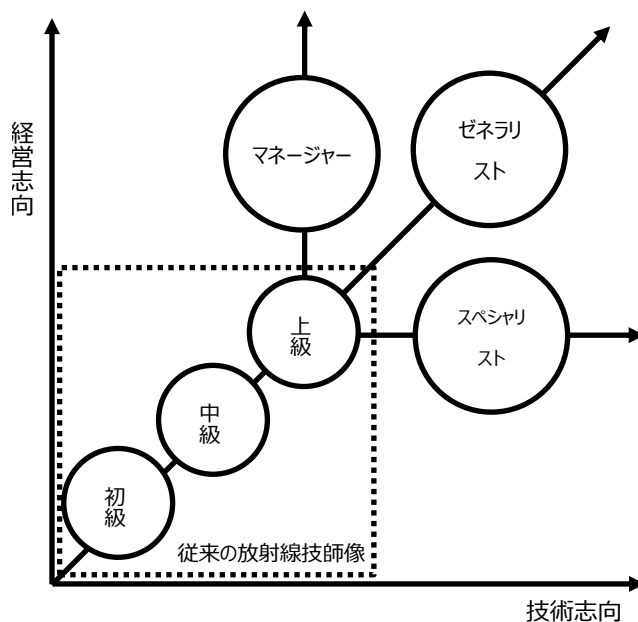 経営志向
マネージャー
ゼネラリ
スト
スペシャリ
スト
上級
中級
初級
従来の放射線技師像
技術志向